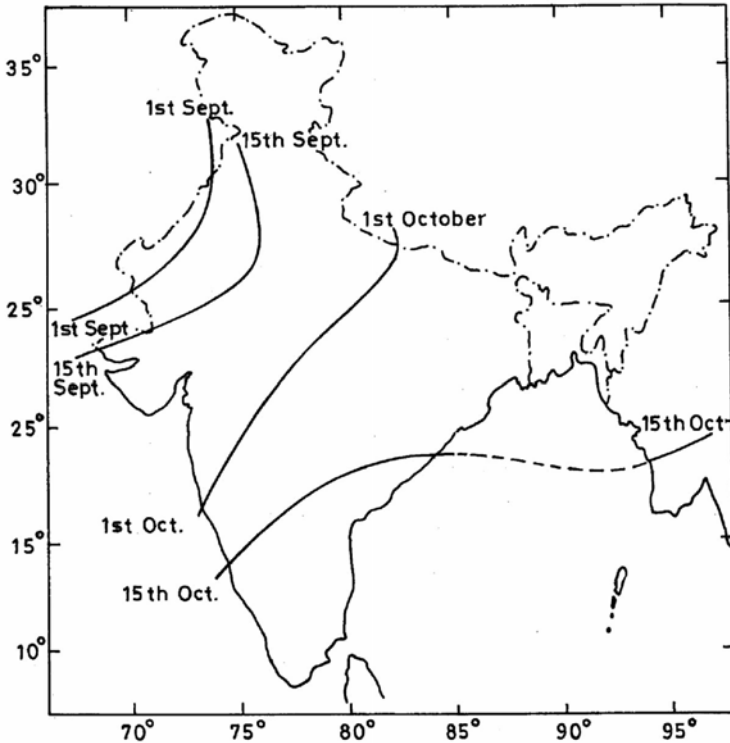 35°
1st Sept.
15th Sept.
30°
1st October
25°
1st Sept
15th
Sept.
25°
15th Oct
1st Oct.
15°
15th Oct.
10°
70°
75°
80°
85°
90°
95°